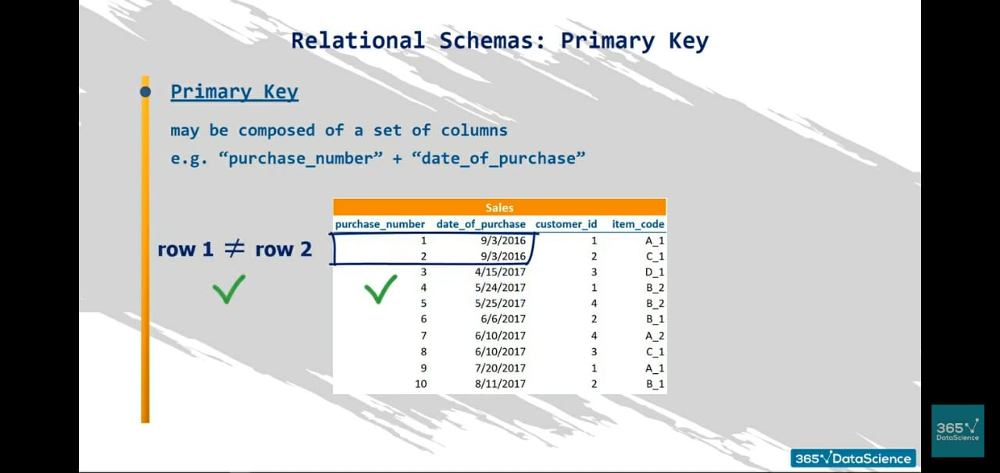 Relational Schemas: Primary Key
Primary Key
may be composed of a set of columns
e.g. “purchase_number” + “date_of_purchase”
row 1 ≠ row 2
Sales
purchase_number date_of_purchase customer_id item_code
1 9/3/2016 1 A_1
2 9/3/2016 2 C_1
3 4/15/2017 3 D_1
4 5/24/2017 1 B_2
5 5/25/2017 4 B_2
6 6/6/2017 2 B_1
7 6/10/2017 4 A_2
8 6/10/2017 3 C_1
9 7/20/2017 1 A_1
10 8/11/2017 2 B_1
365 DataScience
365 DataScience